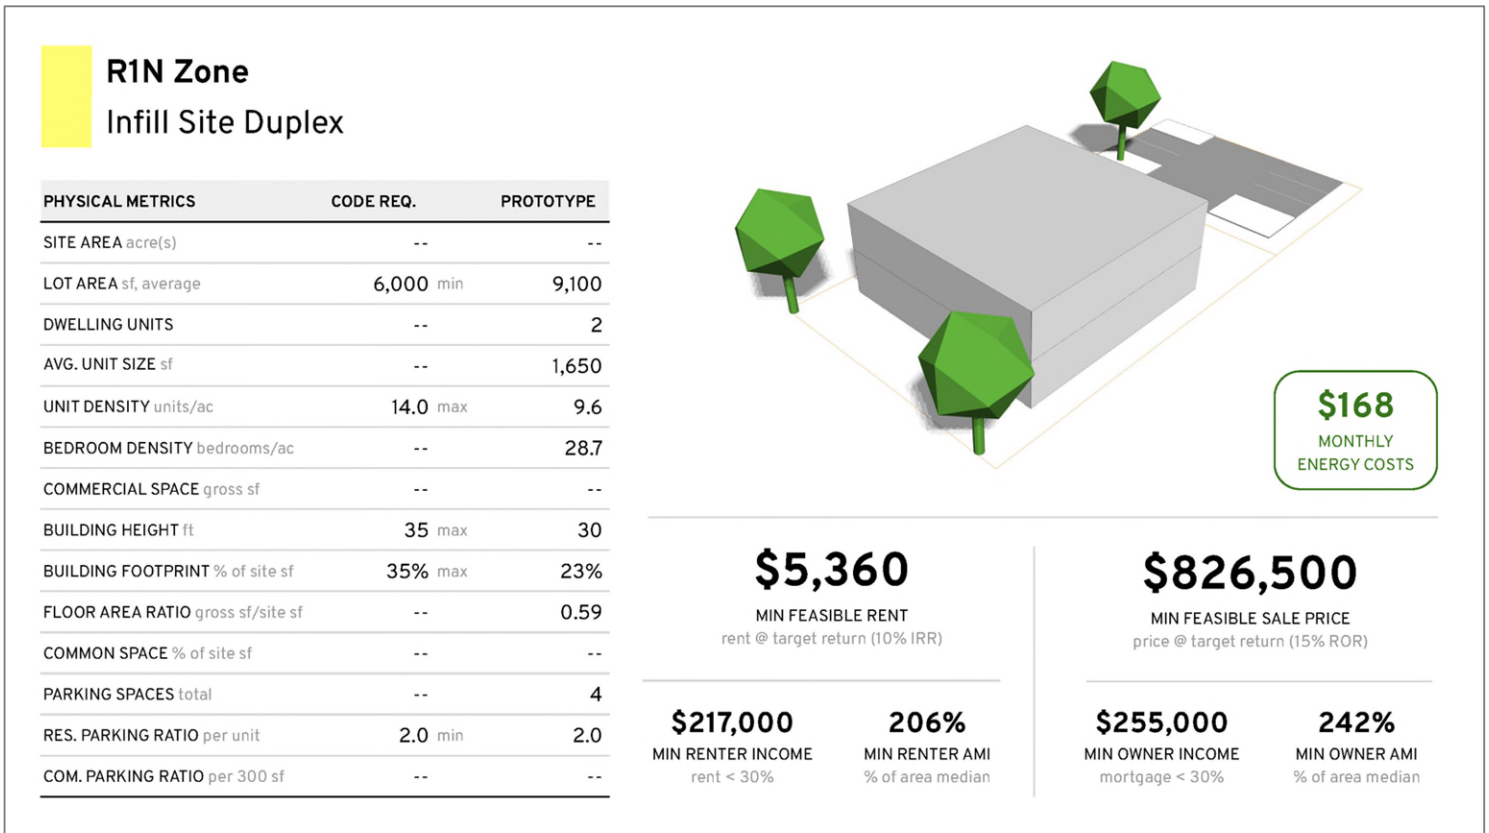 R1N Zone
Infill Site Duplex
PHYSICAL METRICS CODE REQ. PROTOTYPE
SITE AREA acre(s) -- --
LOT AREA sf, average 6,000 min 9,100
DWELLING UNITS -- 2
AVG. UNIT SIZE sf -- 1,650
UNIT DENSITY units/ac 14.0 max 9.6
BEDROOM DENSITY bedrooms/ac -- 28.7
COMMERCIAL SPACE gross sf -- --
BUILDING HEIGHT ft 35 max 30
BUILDING FOOTPRINT % of site sf 35% max 23%
FLOOR AREA RATIO gross sf/site sf -- 0.59
COMMON SPACE % of site sf -- --
PARKING SPACES total -- 4
RES. PARKING RATIO per unit 2.0 min 2.0
COM. PARKING RATIO per 300 sf -- --
$168
MONTHLY
ENERGY COSTS
$5,360
MIN FEASIBLE RENT
rent @ target return (10% IRR)
$217,000
MIN RENTER INCOME
rent < 30%
206%
MIN RENTER AMI
% of area median
$826,500
MIN FEASIBLE SALE PRICE
price @ target return (15% ROR)
$255,000
MIN OWNER INCOME
mortgage < 30%
242%
MIN OWNER AMI
% of area median